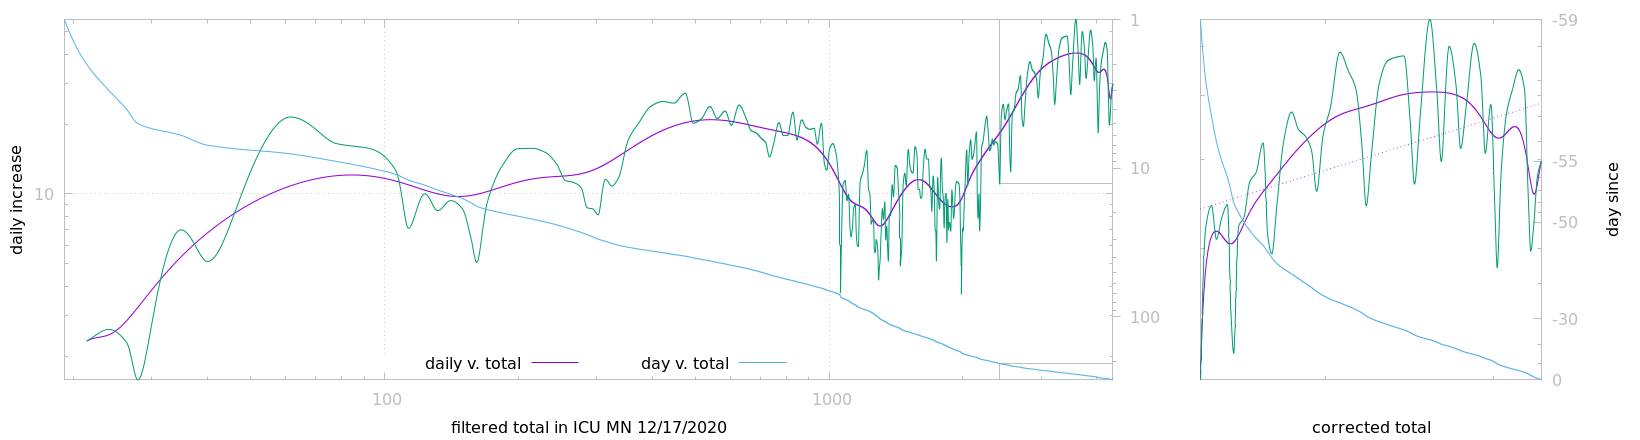 daily increase
10
1
10
100
daily v. total
day v. total
100
1000
filtered total in ICU MN 12/17/2020
-59
-55
-50
-30
0
day since
corrected total